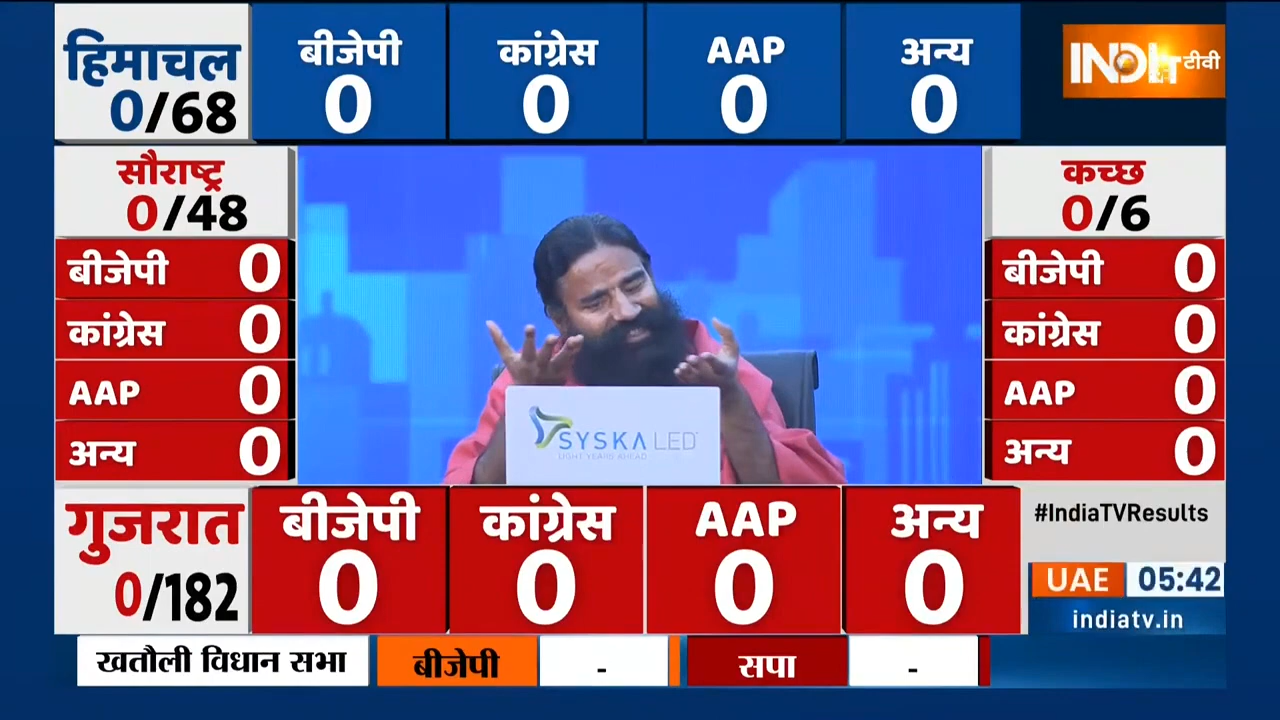 हिमाचल
0/68
बीजेपी
0
कांग्रेस
0
AAP
0
अन्य
0
टीवी
सौराष्ट्र
0/48
बीजेपी 0
कांग्रेस 0
AAP 0
अन्य 0
SYSKA LED
LIGHT YEARS AHEAD
कच्छ
0/6
बीजेपी 0
कांग्रेस 0
AAP 0
अन्य 0
गुजरात
0/182
बीजेपी
0
कांग्रेस
0
AAP
0
अन्य
0
#IndiaTVResults
UAE 05:42
indiatv.in
खतौली विधान सभा बीजेपी - सपा -